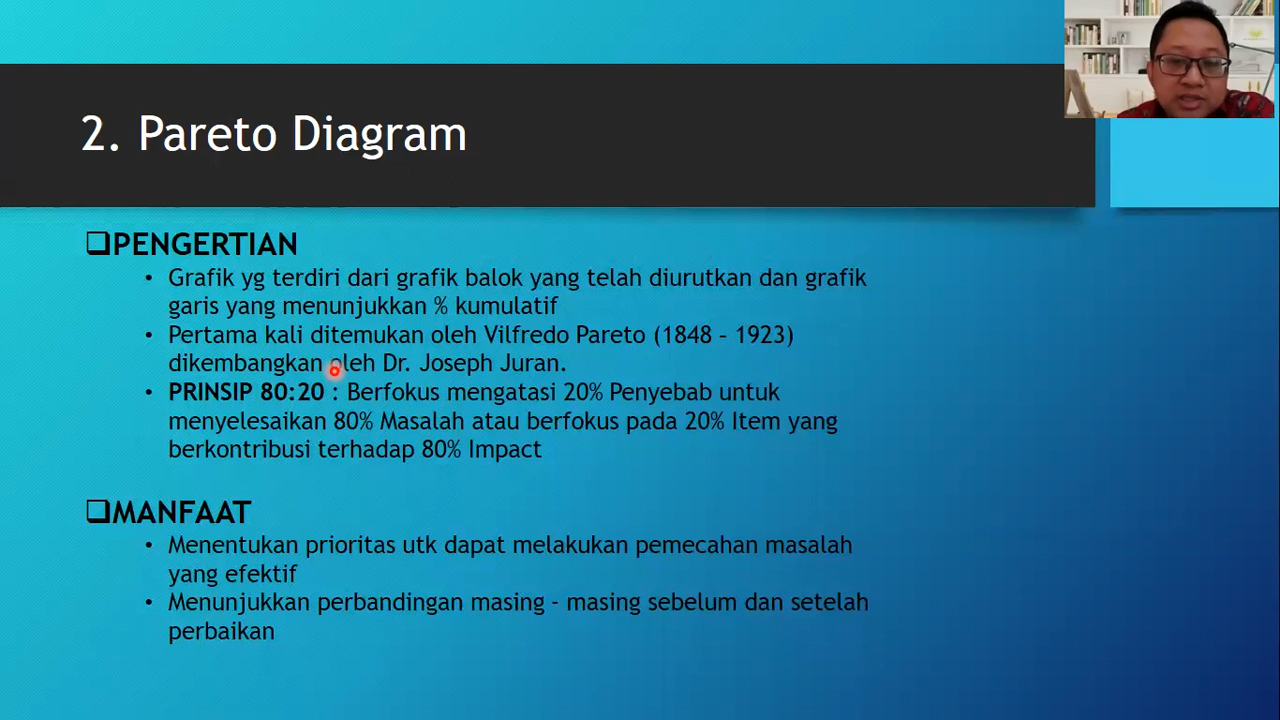 2. Pareto Diagram
❑PENGERTIAN
• Grafik yg terdiri dari grafik balok yang telah diurutkan dan grafik
garis yang menunjukkan % kumulatif
• Pertama kali ditemukan oleh Vilfredo Pareto (1848 – 1923)
dikembangkan oleh Dr. Joseph Juran.
• PRINSIP 80:20 : Berfokus mengatasi 20% Penyebab untuk
menyelesaikan 80% Masalah atau berfokus pada 20% Item yang
berkontribusi terhadap 80% Impact
❑MANFAAT
• Menentukan prioritas utk dapat melakukan pemecahan masalah
yang efektif
• Menunjukkan perbandingan masing - masing sebelum dan setelah
perbaikan